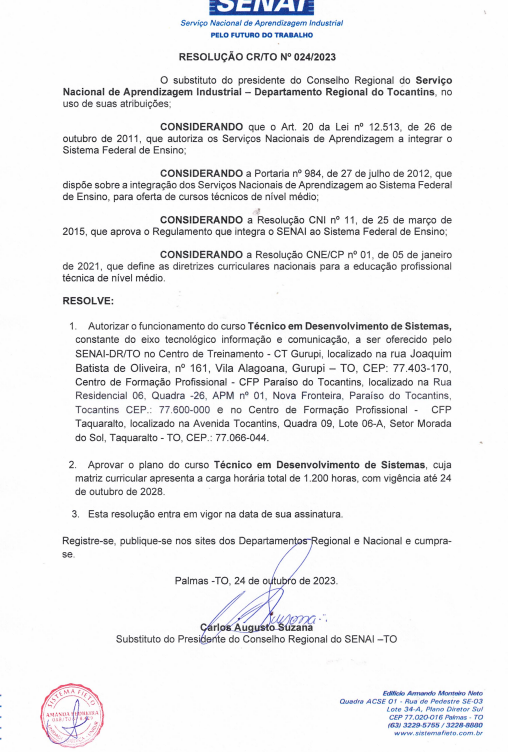 SENAI
Serviço Nacional de Aprendizagem Industrial
PELO FUTURO DO TRABALHO
RESOLUÇÃO CR/TO Nº 024/2023
O substituto do presidente do Conselho Regional do Serviço
Nacional de Aprendizagem Industrial – Departamento Regional do Tocantins, no
uso de suas atribuições;
CONSIDERANDO que o Art. 20 da Lei nº 12.513, de 26 de
outubro de 2011, que autoriza os Serviços Nacionais de Aprendizagem a integrar o
Sistema Federal de Ensino;
CONSIDERANDO a Portaria nº 984, de 27 de julho de 2012, que
dispõe sobre a integração dos Serviços Nacionais de Aprendizagem ao Sistema Federal
de Ensino, para oferta de cursos técnicos de nível médio;
CONSIDERANDO a Resolução CNI nº 11, de 25 de março de
2015, que aprova o Regulamento que integra o SENAI ao Sistema Federal de Ensino;
CONSIDERANDO a Resolução CNE/CP nº 01, de 05 de janeiro
de 2021, que define as diretrizes curriculares nacionais para a educação profissional
técnica de nível médio.
RESOLVE:
1. Autorizar o funcionamento do curso Técnico em Desenvolvimento de Sistemas,
constante do eixo tecnológico informação e comunicação, a ser oferecido pelo
SENAI-DR/TO no Centro de Treinamento - CT Gurupi, localizado na rua Joaquim
Batista de Oliveira, nº 161, Vila Alagoana, Gurupi – TO, CEP: 77.403-170,
Centro de Formação Profissional - CFP Paraíso do Tocantins, localizado na Rua
Residencial 06, Quadra -26, APM nº 01, Nova Fronteira, Paraíso do Tocantins,
Tocantins CEP.: 77.600-000 e no Centro de Formação Profissional - CFP
Taquaralto, localizado na Avenida Tocantins, Quadra 09, Lote 06-A, Setor Morada
do Sol, Taquaralto - TO, CEP.: 77.066-044.
2. Aprovar o plano do curso Técnico em Desenvolvimento de Sistemas, cuja
matriz curricular apresenta a carga horária total de 1.200 horas, com vigência até 24
de outubro de 2028.
3. Esta resolução entra em vigor na data de sua assinatura.
Registre-se, publique-se nos sites dos Departamentos Regional e Nacional e cumpra-
se.
Palmas -TO, 24 de outubro de 2023.
Carlos Augusto Suzana
Substituto do Presidente do Conselho Regional do SENAI –TO
SISTEMA FIETO
Edifício Armando Monteiro Neto
Quadra ACSE 01 - Rua de Pedestre SE-03
Lote 34-A, Plano Diretor Sul
CEP 77.020-016 Palmas - TO
(63) 3229-5755 / 3228-8880
www.sistemafieto.com.br